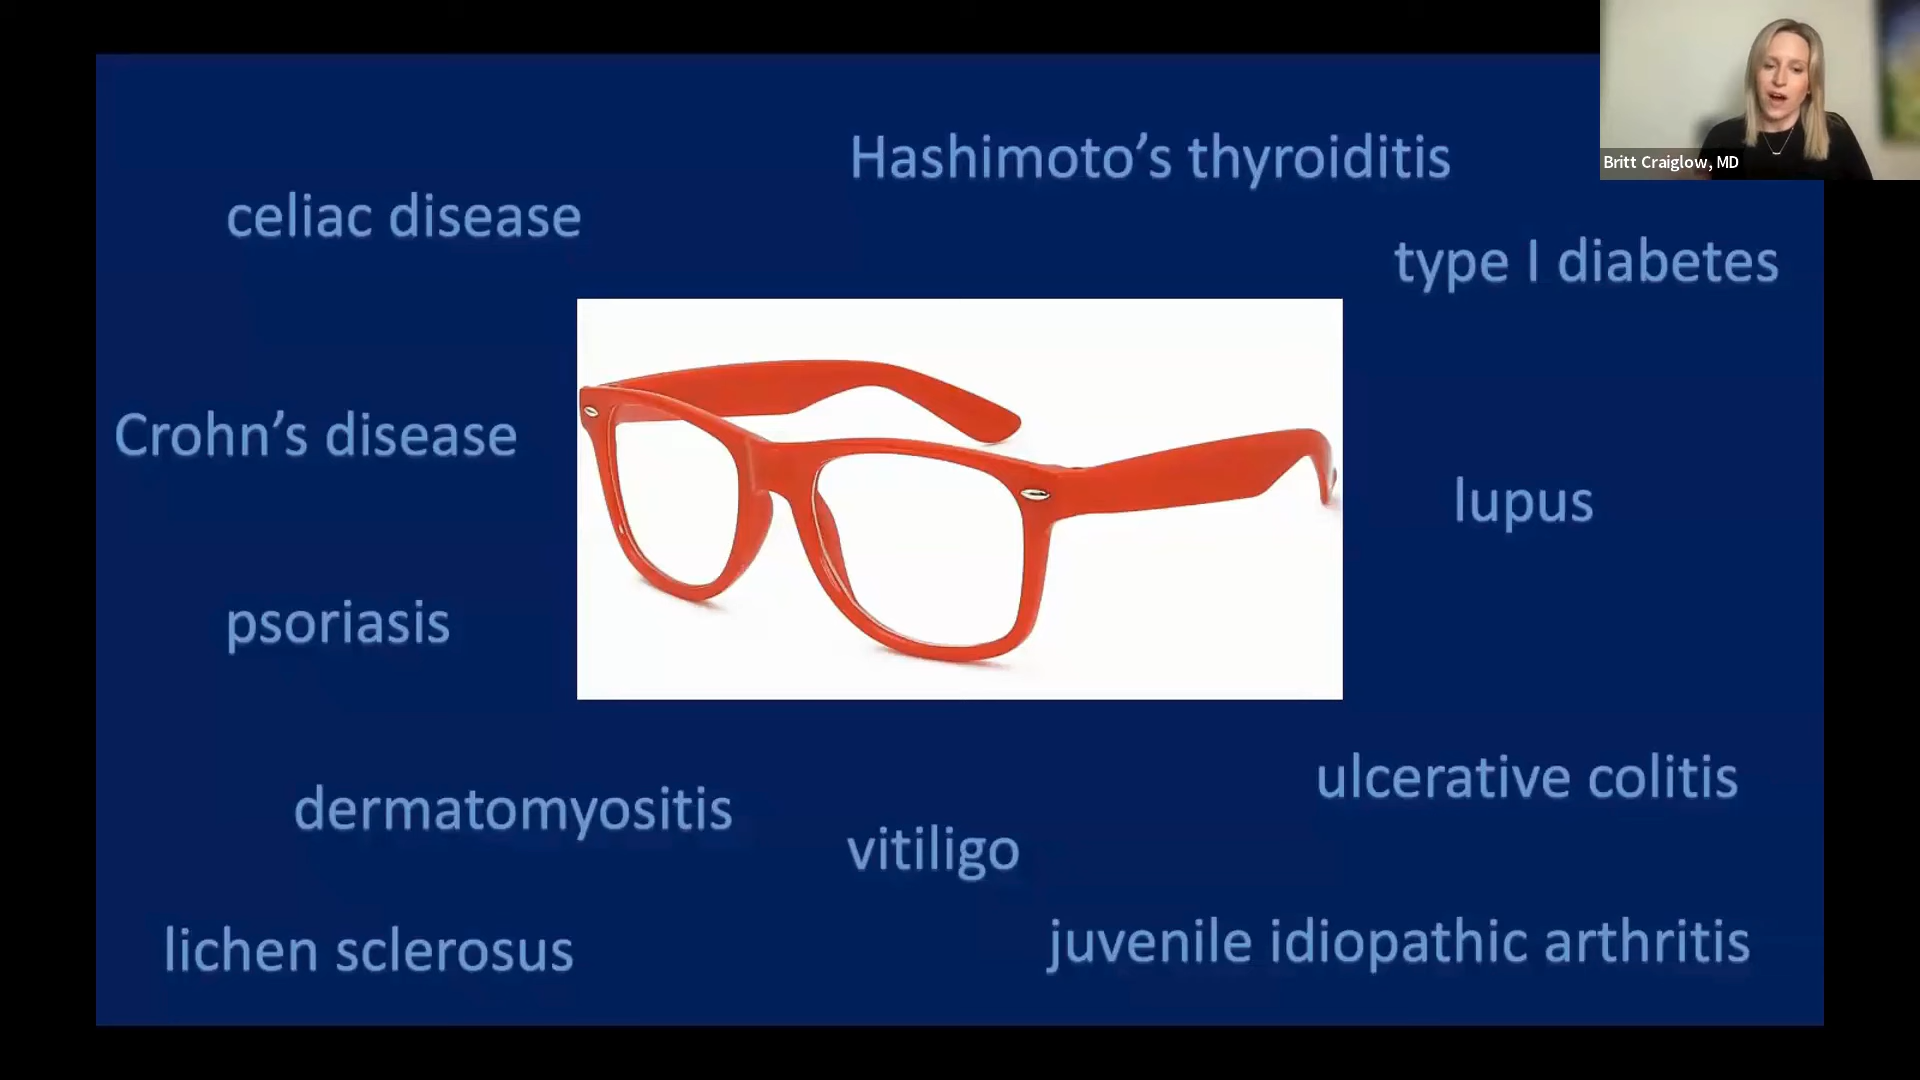 Hashimoto’s thyroiditis
Britt Craiglow, MD
celiac disease
type I diabetes
Crohn’s disease
lupus
psoriasis
ulcerative colitis
dermatomyositis
vitiligo
lichen sclerosus
juvenile idiopathic arthritis